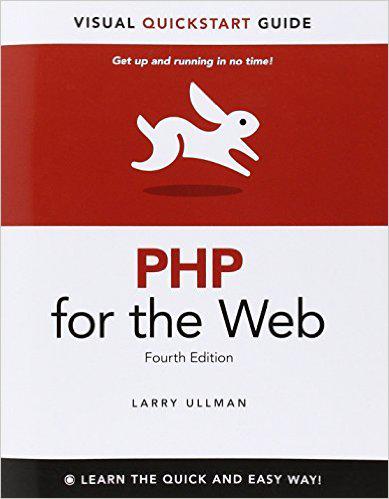 VISUAL QUICKSTART GUIDE
Get up and running in no time!
PHP
for the Web
Fourth Edition
LARRY ULLMAN
LEARN THE QUICK AND EASY WAY!